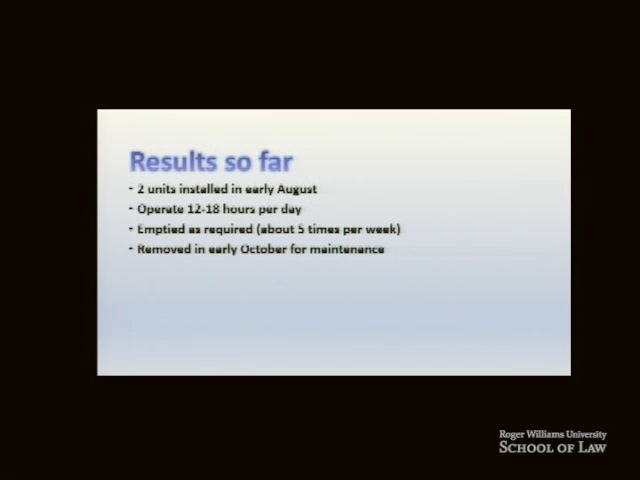 Results so far
- 2 units installed in early August
- Operate 12-18 hours per day
- Emptied as required (about 5 times per week)
- Removed in early October for maintenance
Roger Williams University
SCHOOL OF LAW